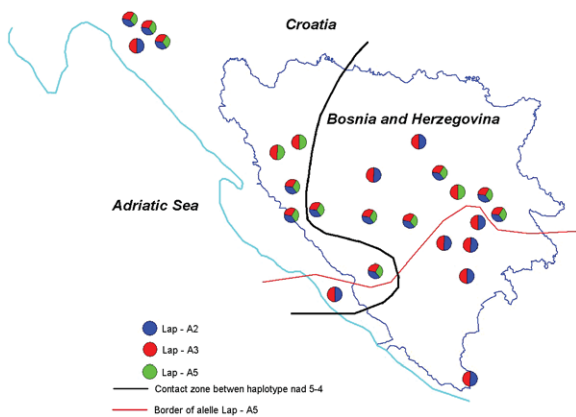 Croatia
Bosnia and Herzegovina
Adriatic Sea
Lap - A2
Lap - A3
Lap - A5
Contact zone betwen haplotype nad 5-4
Border of alelle Lap - A5